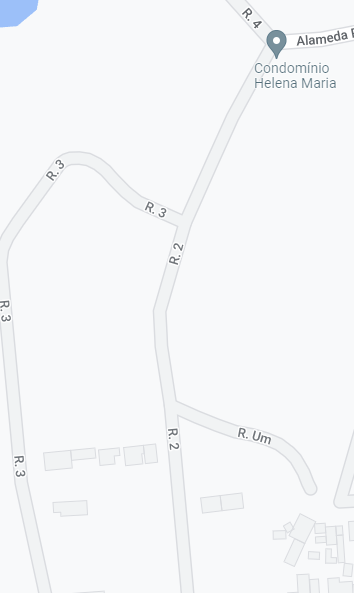 R. 4
Alameda
Condomínio
Helena Maria
R. 3
R. 3
R. 2
R. 3
R. 2
R. Um
R. 3